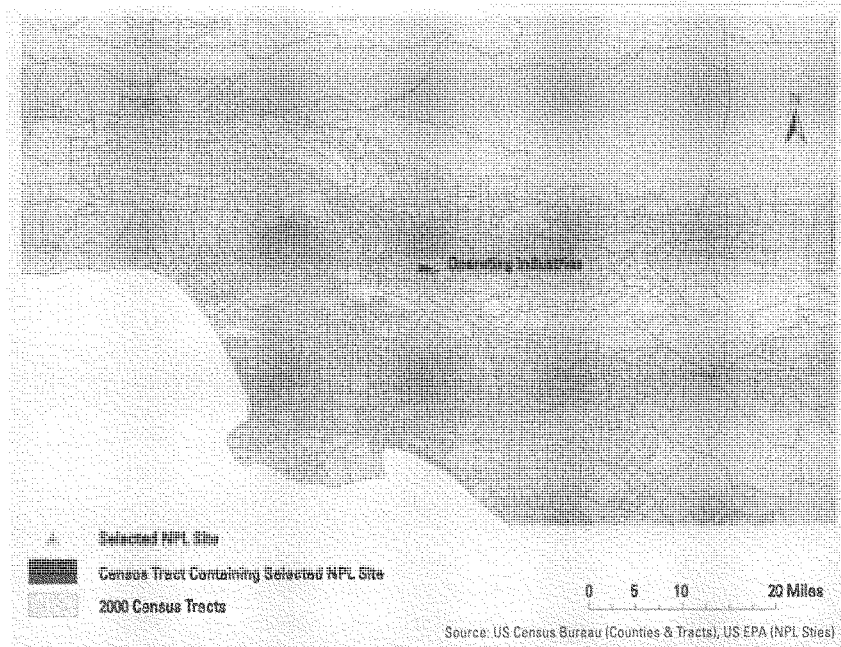 N
Operating Industries
Selected NPL Site
Census Tract Containing Selected NPL Site
2000 Census Tracts
0 5 10 20 Miles
Source: US Census Bureau (Counties & Tracts), US EPA (NPL Sties)